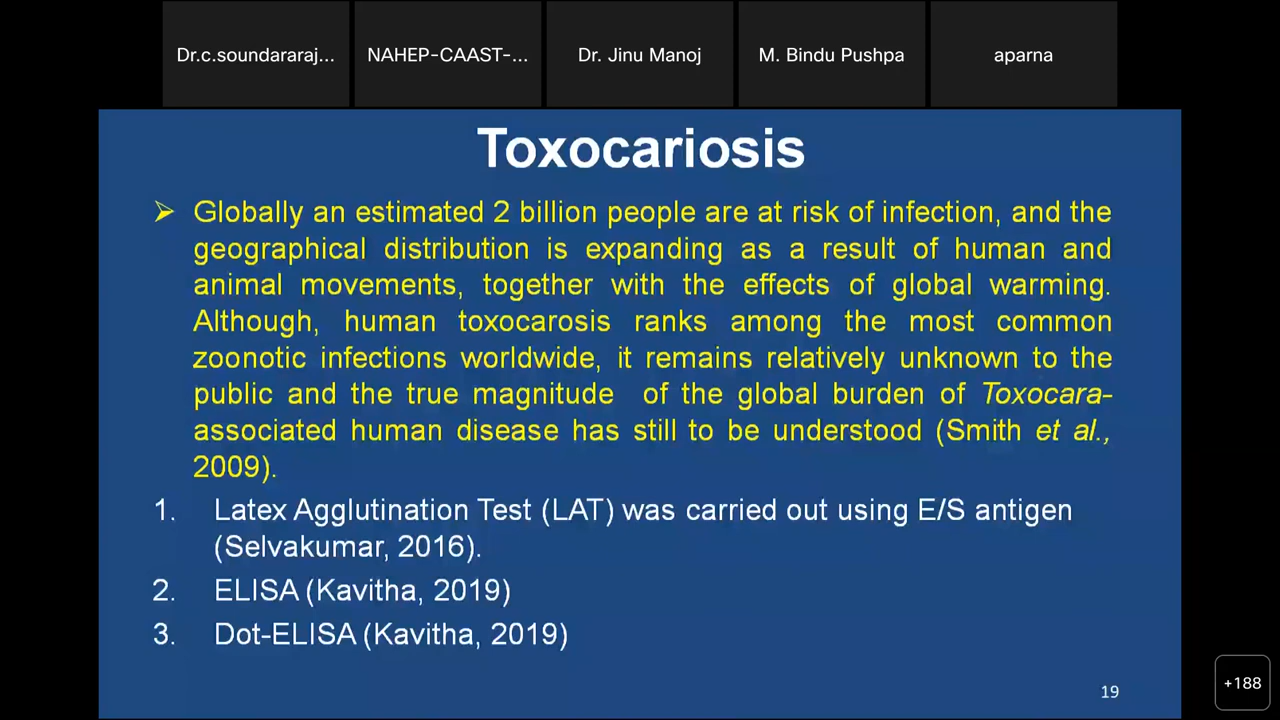 Dr.c.soundararaj...
NAHEP-CAAST-...
Dr. Jinu Manoj
M. Bindu Pushpa
aparna
Toxocariosis
➢ Globally an estimated 2 billion people are at risk of infection, and the
geographical distribution is expanding as a result of human and
animal movements, together with the effects of global warming.
Although, human toxocarosis ranks among the most common
zoonotic infections worldwide, it remains relatively unknown to the
public and the true magnitude of the global burden of Toxocara-
associated human disease has still to be understood (Smith et al.,
2009).
1. Latex Agglutination Test (LAT) was carried out using E/S antigen
(Selvakumar, 2016).
2. ELISA (Kavitha, 2019)
3. Dot-ELISA (Kavitha, 2019)
19
+188